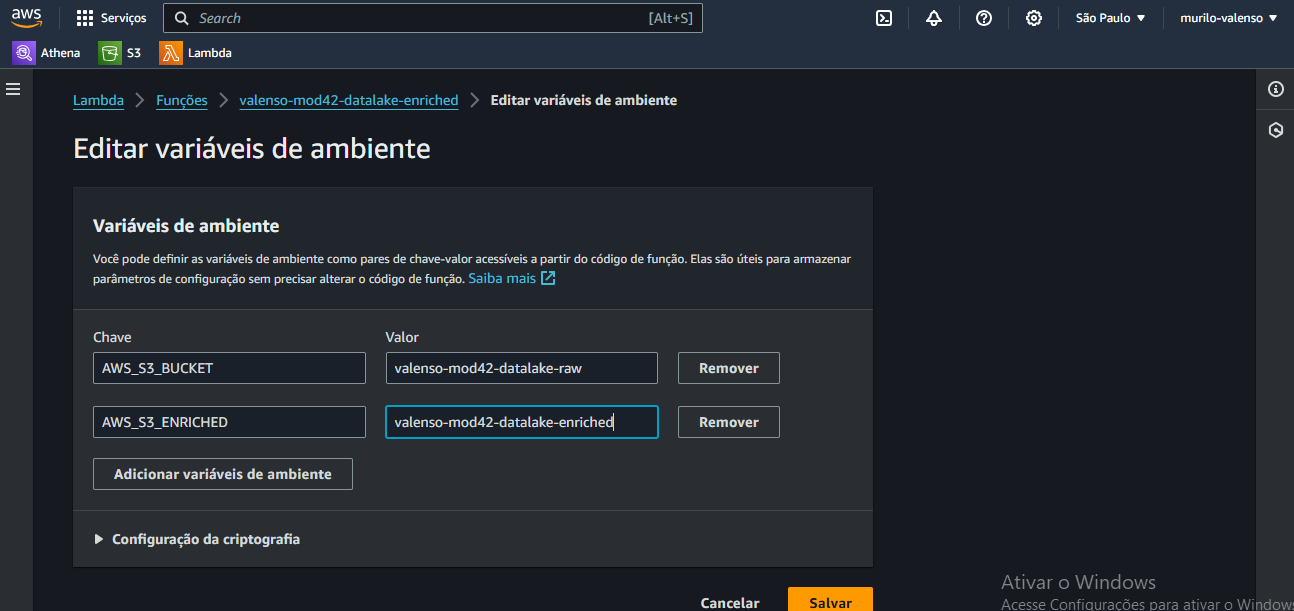 aws Serviços Search [Alt+S] São Paulo ▼ murilo-valenso ▼
Athena S3 Lambda
Lambda > Funções > valenso-mod42-datalake-enriched > Editar variáveis de ambiente
Editar variáveis de ambiente
Variáveis de ambiente
Você pode definir as variáveis de ambiente como pares de chave-valor acessíveis a partir do código de função. Elas são úteis para armazenar
parâmetros de configuração sem precisar alterar o código de função. Saiba mais
Chave Valor
AWS_S3_BUCKET valenso-mod42-datalake-raw Remover
AWS_S3_ENRICHED valenso-mod42-datalake-enriched Remover
Adicionar variáveis de ambiente
Configuração da criptografia
Ativar o Windows
Cancelar Salvar Acesse Configurações para ativar o Windows